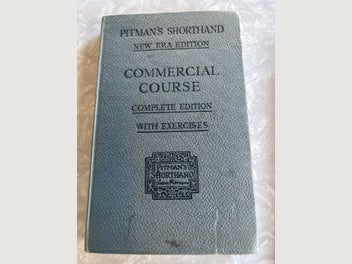 PITMAN'S SHORTHAND
NEW ERA EDITION
COMMERCIAL
COURSE
COMPLETE EDITION
WITH EXERCISES
PITMAN'S
SHORTHAND